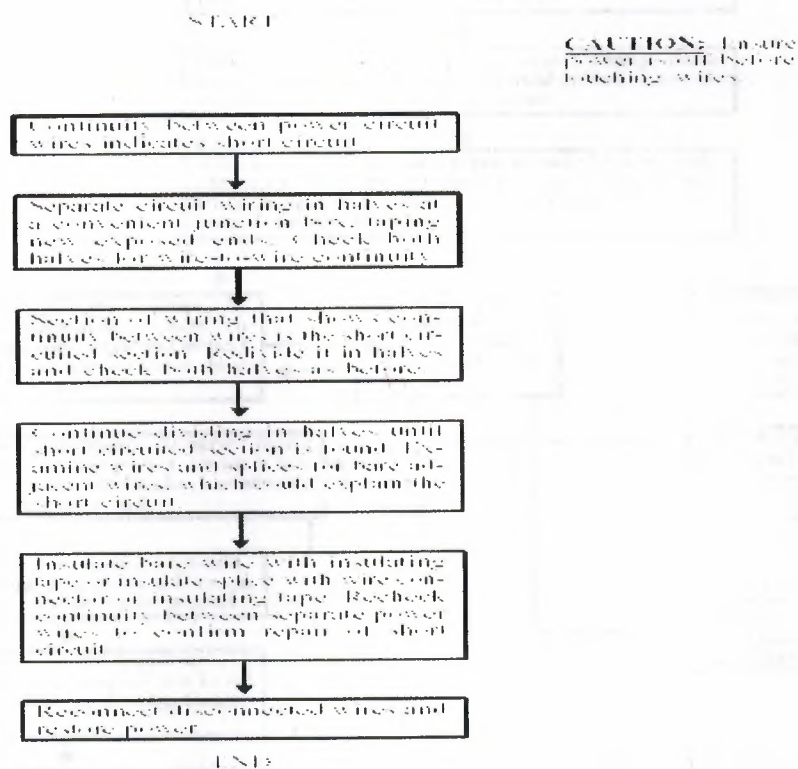 START
CAUTION: Ensure
power is off before
touching wires
Continuity between power circuit
wires indicates short circuit
Separate circuit wiring in halves at
a convenient junction box, taping
new exposed ends. Check both
halves for wire-to-wire continuity
Section of wiring that shows con-
tinuity between wires is the short cir-
cuited section. Redivide it in halves
and check both halves as before.
Continue dividing in halves until
short circuited section is found. Ex-
amine wires and splices for bare ad-
jacent wires, which could explain the
short circuit
Insulate bare wire with insulating
tape or insulate splice with wire con-
nector or insulating tape. Recheck
continuity between separate power
wires to confirm repair of short
circuit
Reconnect disconnected wires and
restore power
END